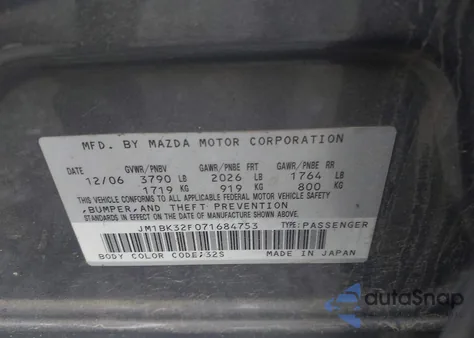 MFD. BY MAZDA MOTOR CORPORATION
DATE GVWR/PNBV GAWR/PNBE FRT GAWR/PNBE RR
12/06 3790 LB 2026 LB 1764 LB
1719 KG 919 KG 800 KG
THIS VEHICLE CONFORMS TO ALL APPLICABLE FEDERAL MOTOR VEHICLE SAFETY
,BUMPER,AND THEFT PREVENTION
STANDARDS IN EFFECT ON THE DATE OF MANUFACTURE SHOWN ABOVE.
JM1BK32F071684753 TYPE:PASSENGER
BODY COLOR CODE;32S MADE IN JAPAN
autoSnap